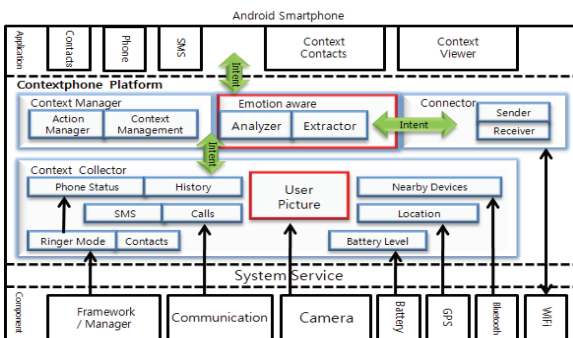 Android Smartphone
Application
Contacts
Phone
SMS
Context
Contacts
Context
Viewer
Intent
Contextphone Platform
Context Manager
Action
Manager
Context
Management
Emotion aware
Analyzer
Extractor
Intent
Connector
Sender
Receiver
Intent
Context Collector
Phone Status
History
SMS
Calls
Ringer Mode
Contacts
User
Picture
Nearby Devices
Location
Battery Level
System Service
Component
Framework
/ Manager
Communication
Camera
Battery
GPS
Bluetooth
WiFi